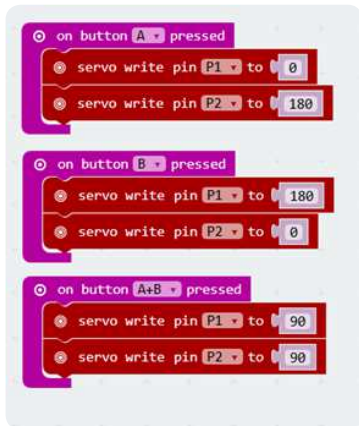 on button A pressed
servo write pin P1 to 0
servo write pin P2 to 180
on button B pressed
servo write pin P1 to 180
servo write pin P2 to 0
on button A+B pressed
servo write pin P1 to 90
servo write pin P2 to 90